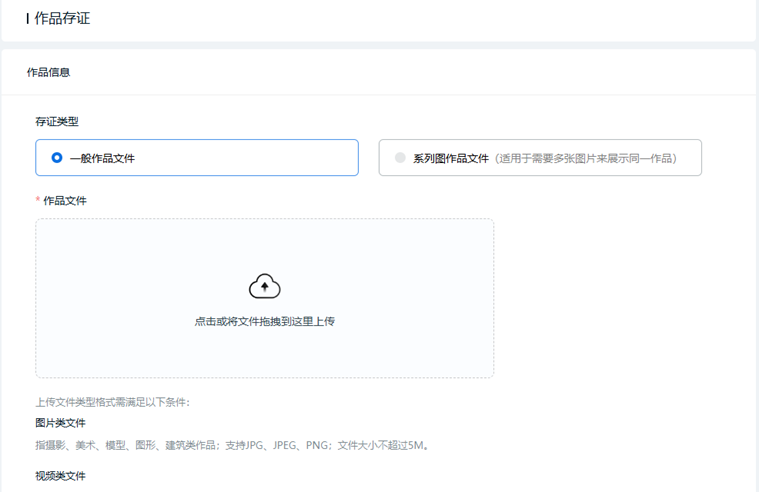 作品存证
作品信息
存证类型
一般作品文件
系列图作品文件（适用于需要多张图片来展示同一作品）
* 作品文件
点击或将文件拖拽到这里上传
上传文件类型格式需满足以下条件：
图片类文件
指摄影、美术、模型、图形、建筑类作品；支持JPG、JPEG、PNG；文件大小不超过5M。
视频类文件